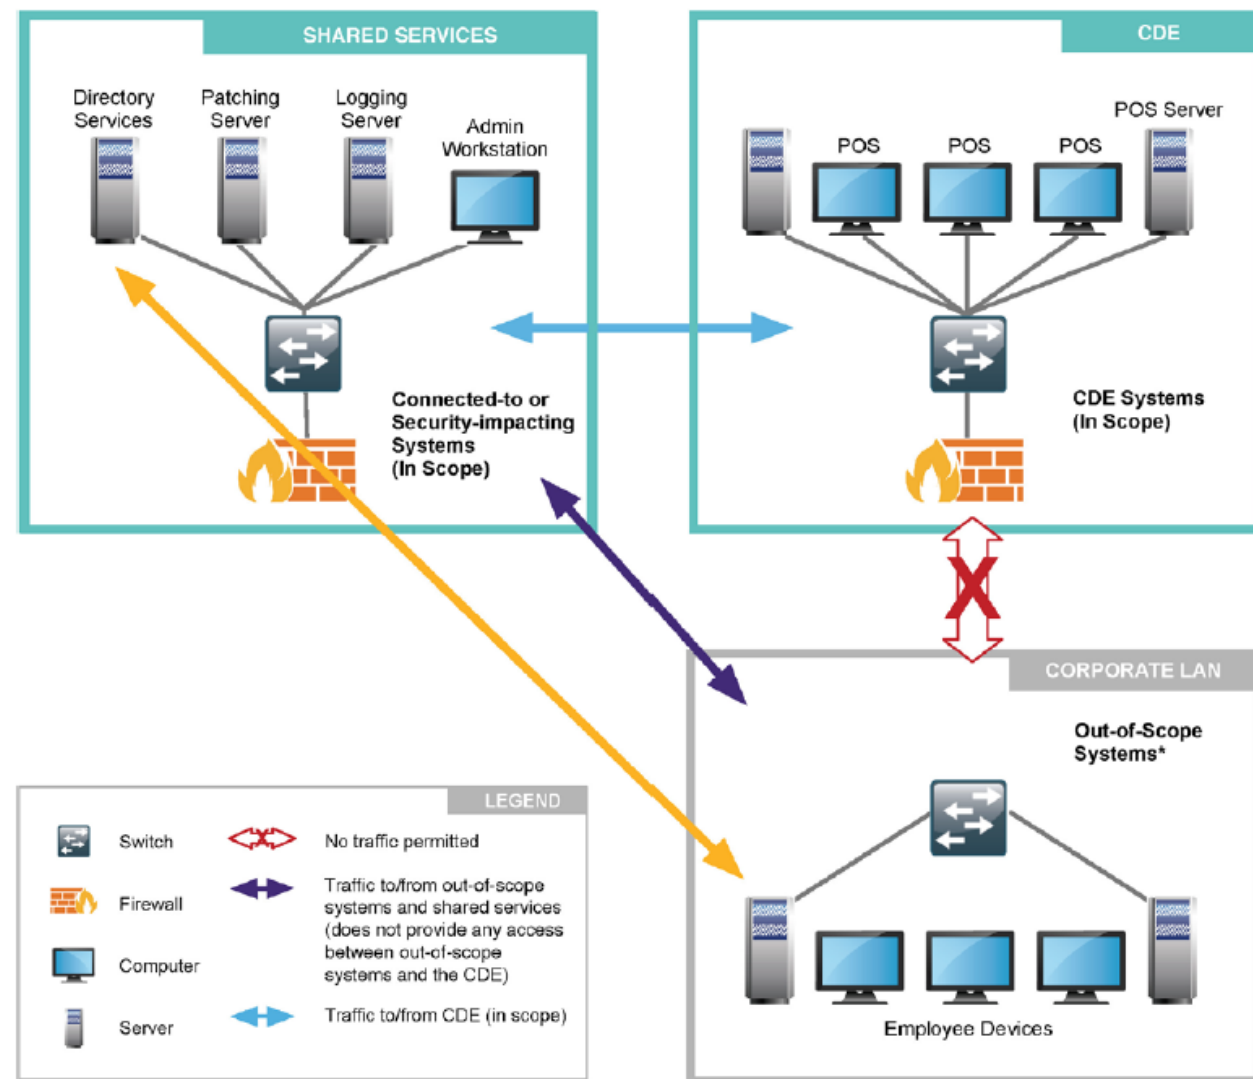 SHARED SERVICES
Directory
Services
Patching
Server
Logging
Server
Admin
Workstation
Connected-to or
Security-impacting
Systems
(In Scope)
CDE
POS Server
POS
POS
POS
CDE Systems
(In Scope)
CORPORATE LAN
Out-of-Scope
Systems*
Employee Devices
LEGEND
Switch
Firewall
Computer
Server
No traffic permitted
Traffic to/from out-of-scope
systems and shared services
(does not provide any access
between out-of-scope
systems and the CDE)
Traffic to/from CDE (in scope)